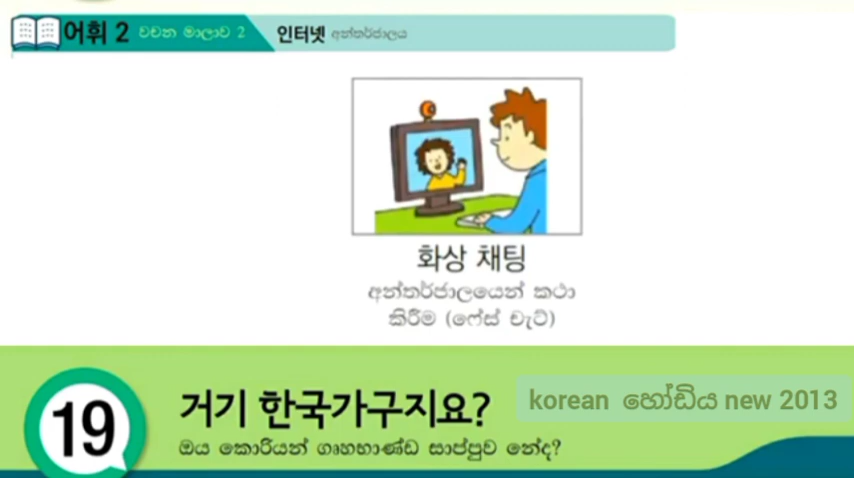 어휘 2 වචන මාලාව 2 인터넷 අන්තර්ජාලය
화상 채팅
අන්තර්ජාලයෙන් කථා
කිරීම (ෆේස් චැට්)
19 거기 한국가구지요?
korean හෝඩිය new 2013
ඔය කොරියන් ගෘහභාණ්ඩ සාප්පුව නේද?